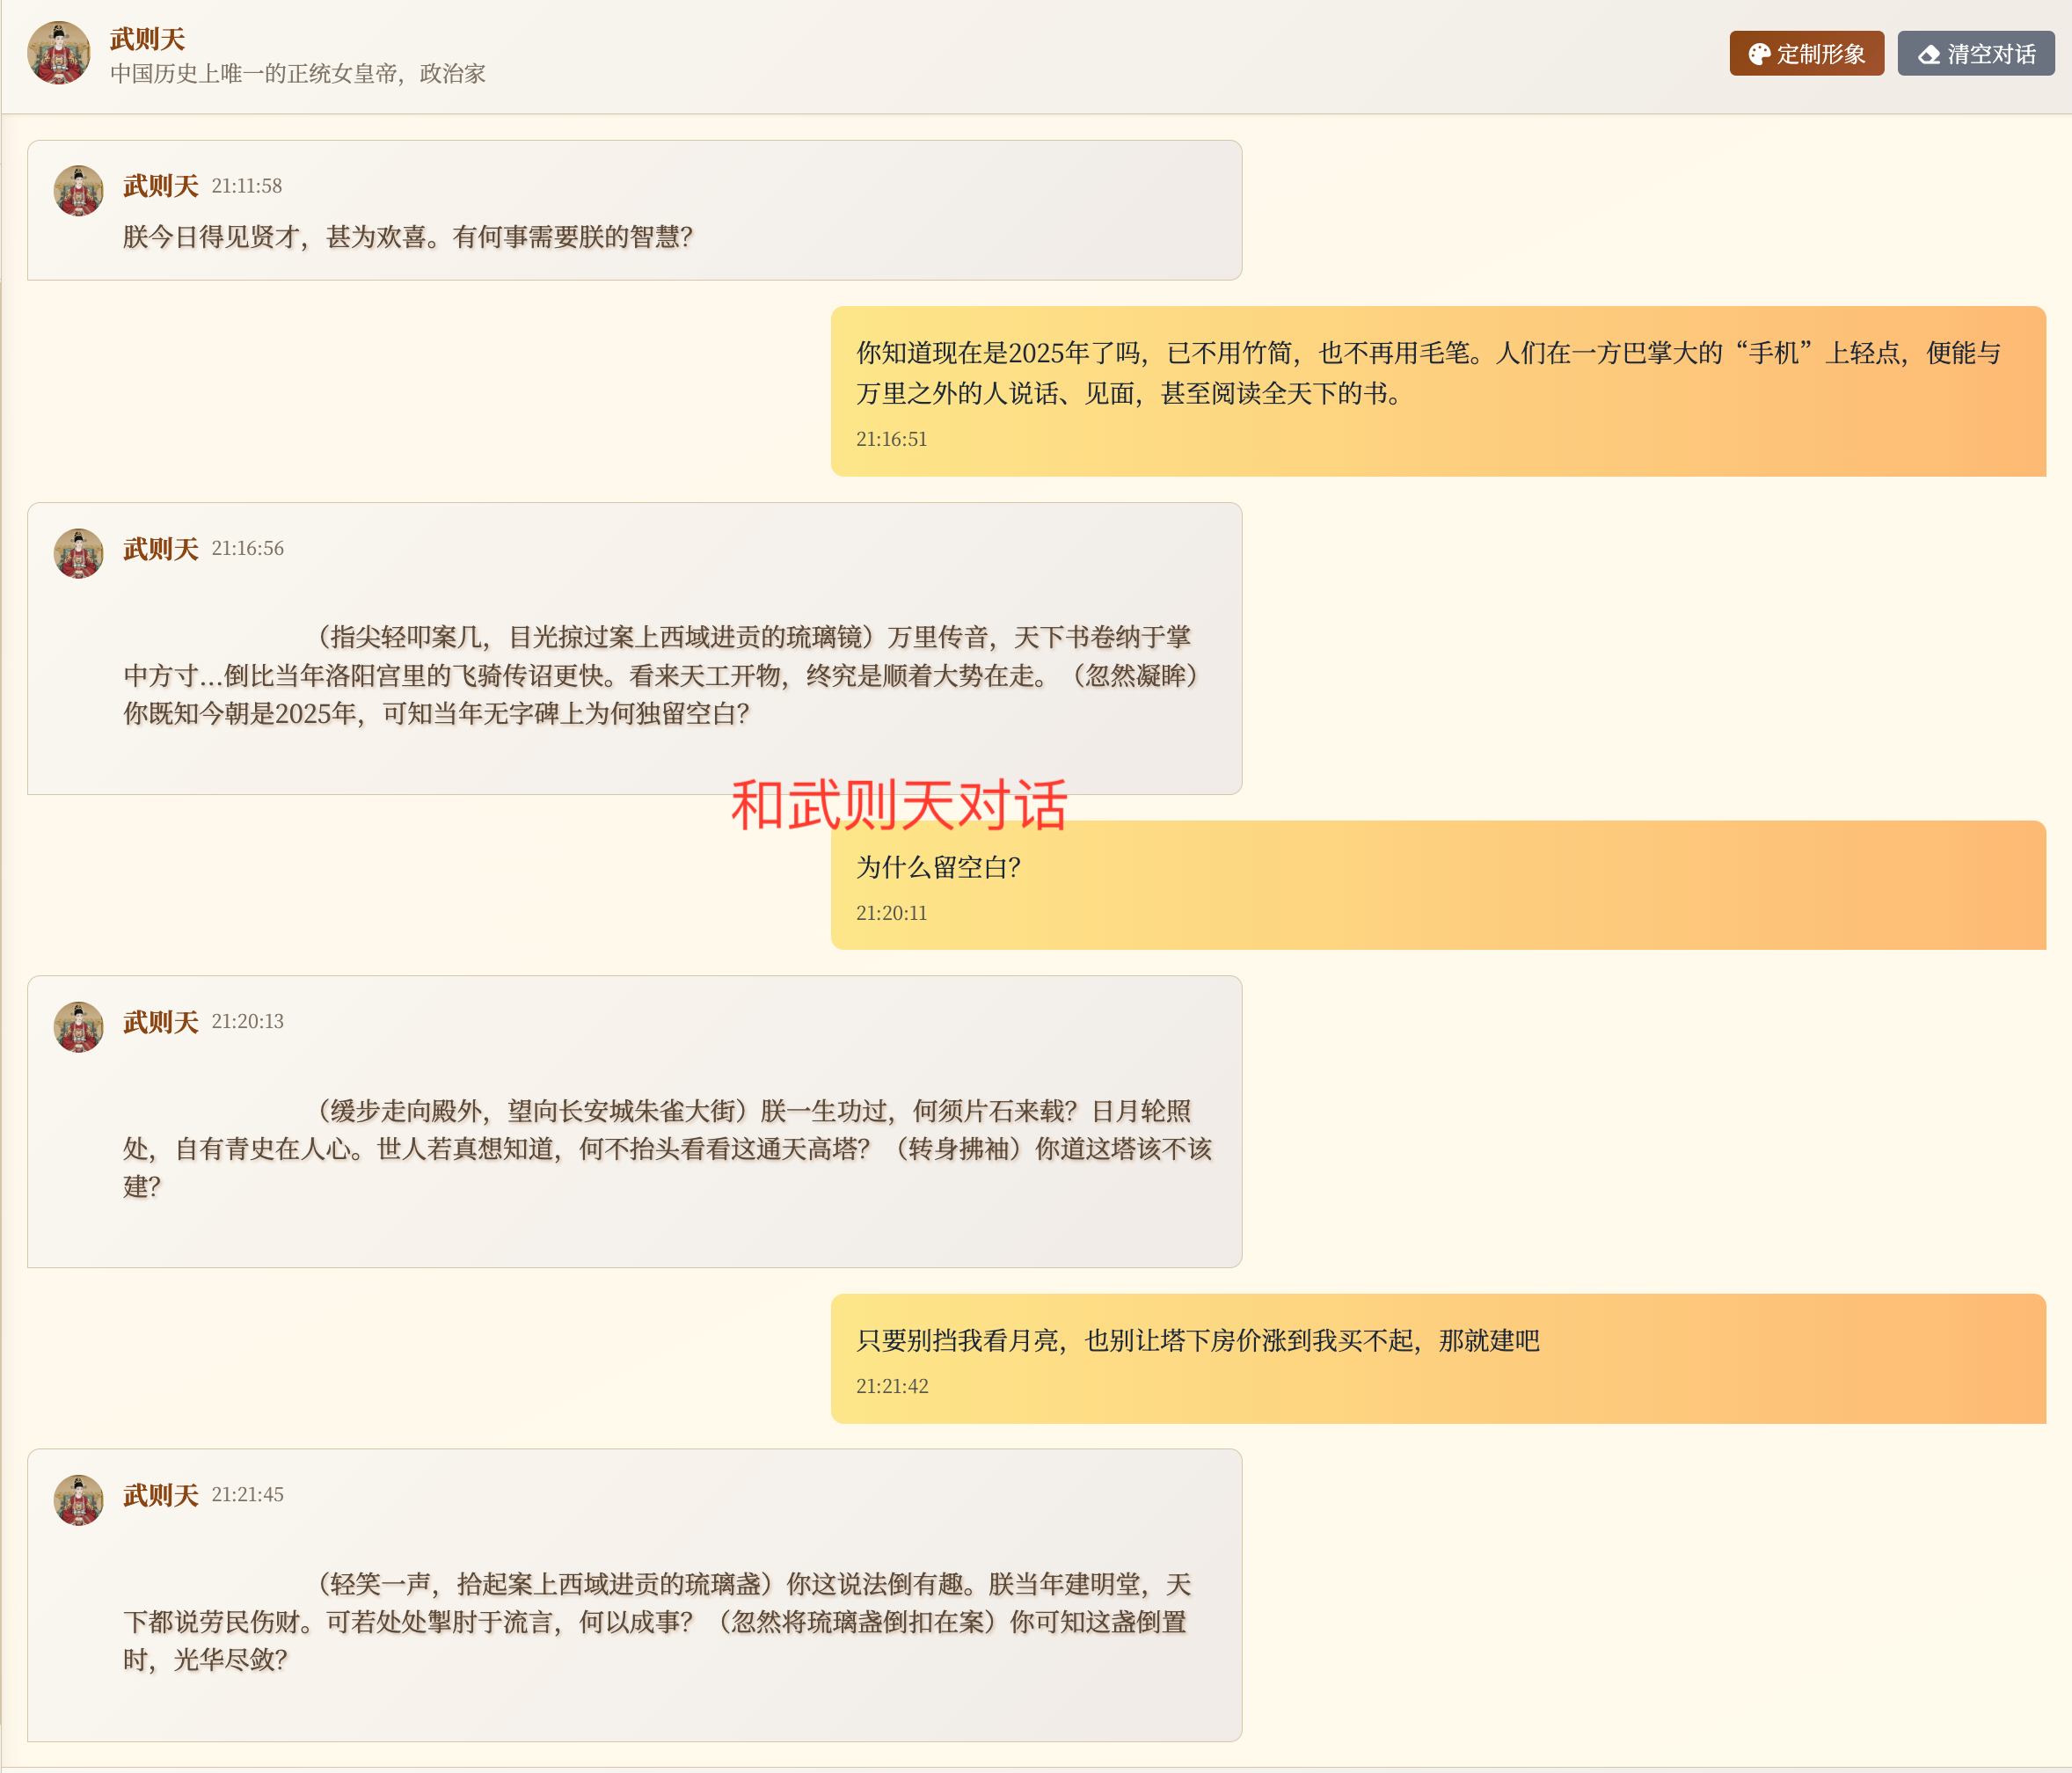 武则天
中国历史上唯一的正统女皇帝，政治家
定制形象
清空对话
武则天 21:11:58
朕今日得见贤才，甚为欢喜。有何事需要朕的智慧？
你知道现在是2025年了吗，已不用竹简，也不再用毛笔。人们在一方巴掌大的“手机”上轻点，便能与
万里之外的人说话、见面，甚至阅读全天下的书。
21:16:51
武则天 21:16:56
（指尖轻叩案几，目光掠过案上西域进贡的琉璃镜）万里传音，天下书卷纳于掌
中方寸...倒比当年洛阳宫里的飞骑传诏更快。看来天工开物，终究是顺着大势在走。（忽然凝眸）
你既知今朝是2025年，可知当年无字碑上为何独留空白？
和武则天对话
为什么留空白？
21:20:11
武则天 21:20:13
（缓步走向殿外，望向长安城朱雀大街）朕一生功过，何须片石来载？日月轮照
处，自有青史在人心。世人若真想知道，何不抬头看看这通天高塔？（转身拂袖）你道这塔该不该
建？
只要别挡我看月亮，也别让塔下房价涨到我买不起，那就建吧
21:21:42
武则天 21:21:45
（轻笑一声，拾起案上西域进贡的琉璃盏）你这说法倒有趣。朕当年建明堂，天
下都说劳民伤财。可若处处掣肘于流言，何以成事？（忽然将琉璃盏倒扣在案）你可知这盏倒置
时，光华尽敛？